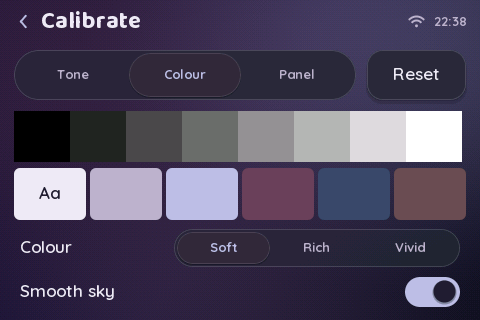 Calibrate
22:38
Tone Colour Panel Reset
Aa
Colour Soft Rich Vivid
Smooth sky